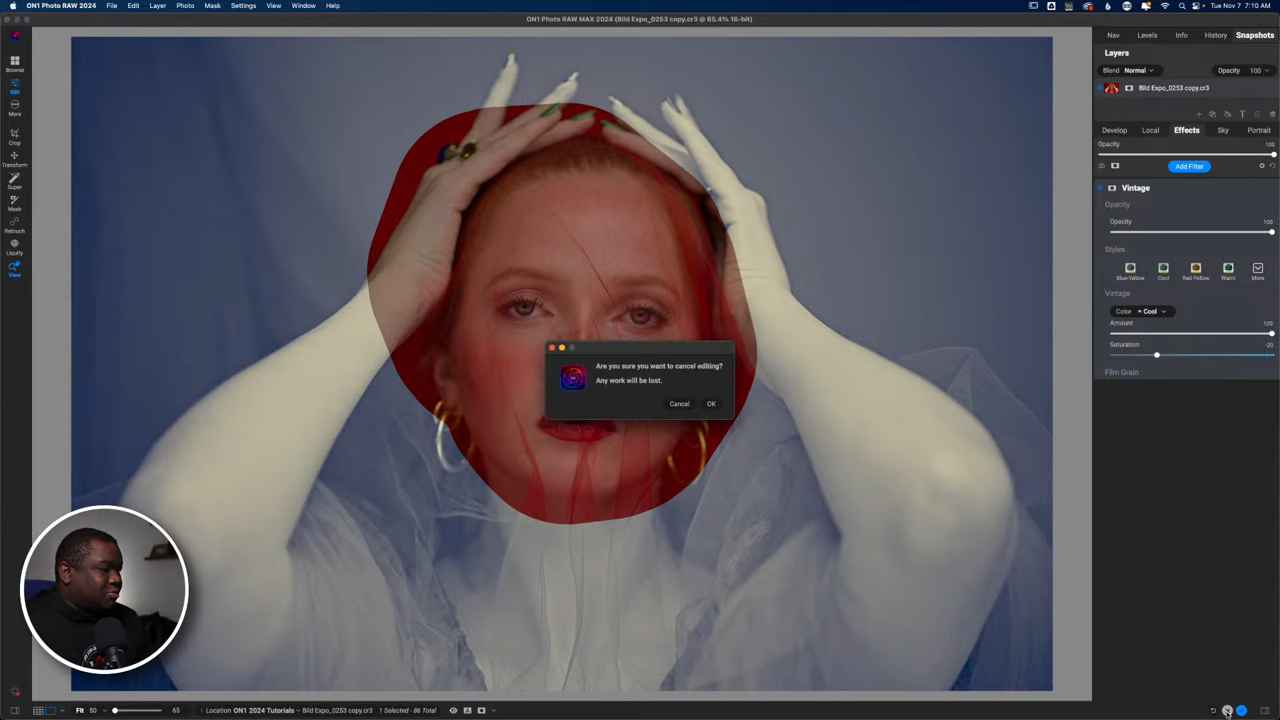 ON1 Photo RAW MAX 2024 File Edit Layer Photo Mask Settings View Window Help
Tue Nov 7 7:10 AM
ON1 Photo RAW MAX 2024 (Bild Expo_0253 copy.cr3 @ 65.4% 16-bit)
Browse
Edit
More
Crop
Transform
Super
Mask
Retouch
Liquify
View
Nav Levels Info History Snapshots
Layers
Blend Normal Opacity 100
Bild Expo_0253 copy.cr3
Develop Local Effects Sky Portrait
Opacity 100
Add Filter
Vintage
Opacity
Opacity 100
Styles
Blue-Yellow Cool Red-Yellow Warm More
Vintage
Color = Cool
Amount 100
Saturation -20
Film Grain
Are you sure you want to cancel editing?
Any work will be lost.
Cancel OK
Fit 50 65 Location ON1 2024 Tutorials Bild Expo_0253 copy.cr3 1 Selected - 86 Total